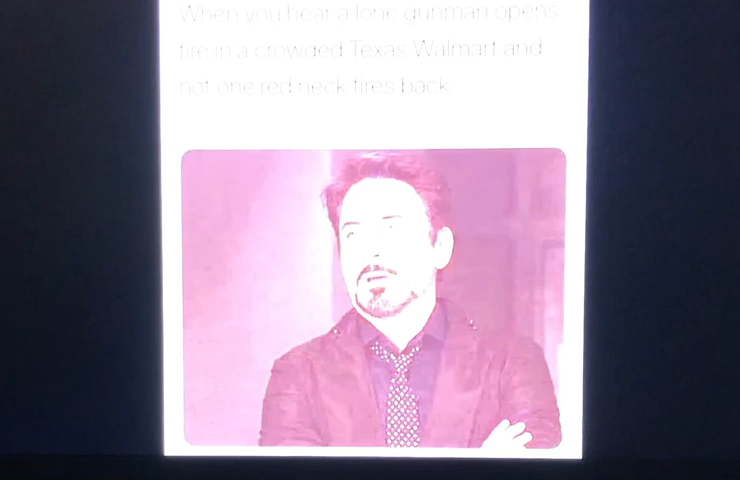 When you hear a lone gunman opens
fire in a crowded Texas Walmart and
not one red neck fires back